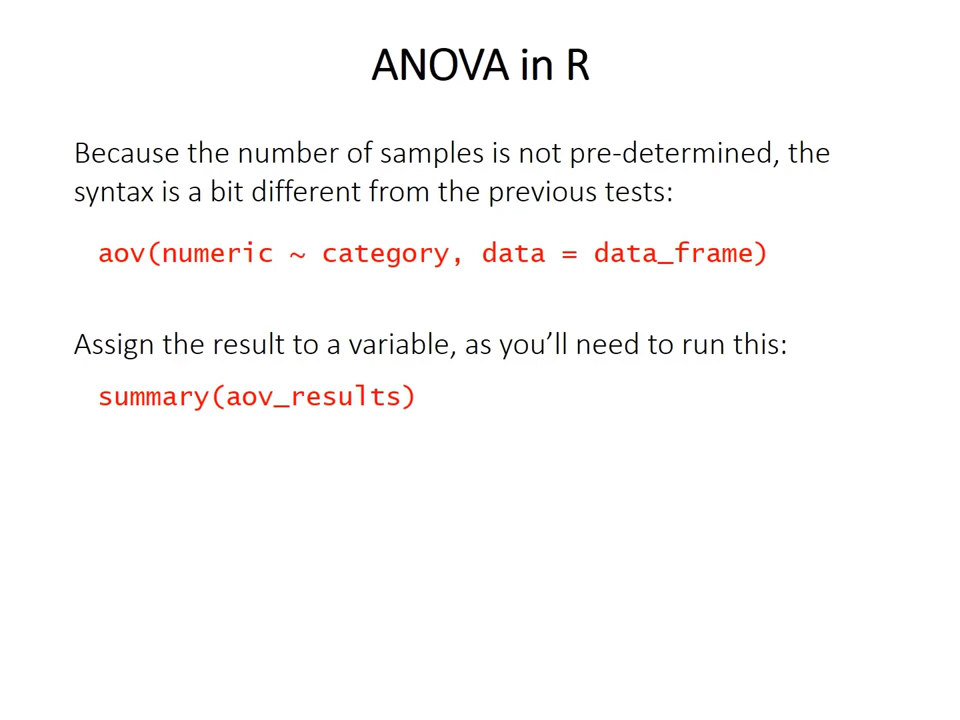 ANOVA in R
Because the number of samples is not pre-determined, the
syntax is a bit different from the previous tests:
aov(numeric ~ category, data = data_frame)
Assign the result to a variable, as you’ll need to run this:
summary(aov_results)